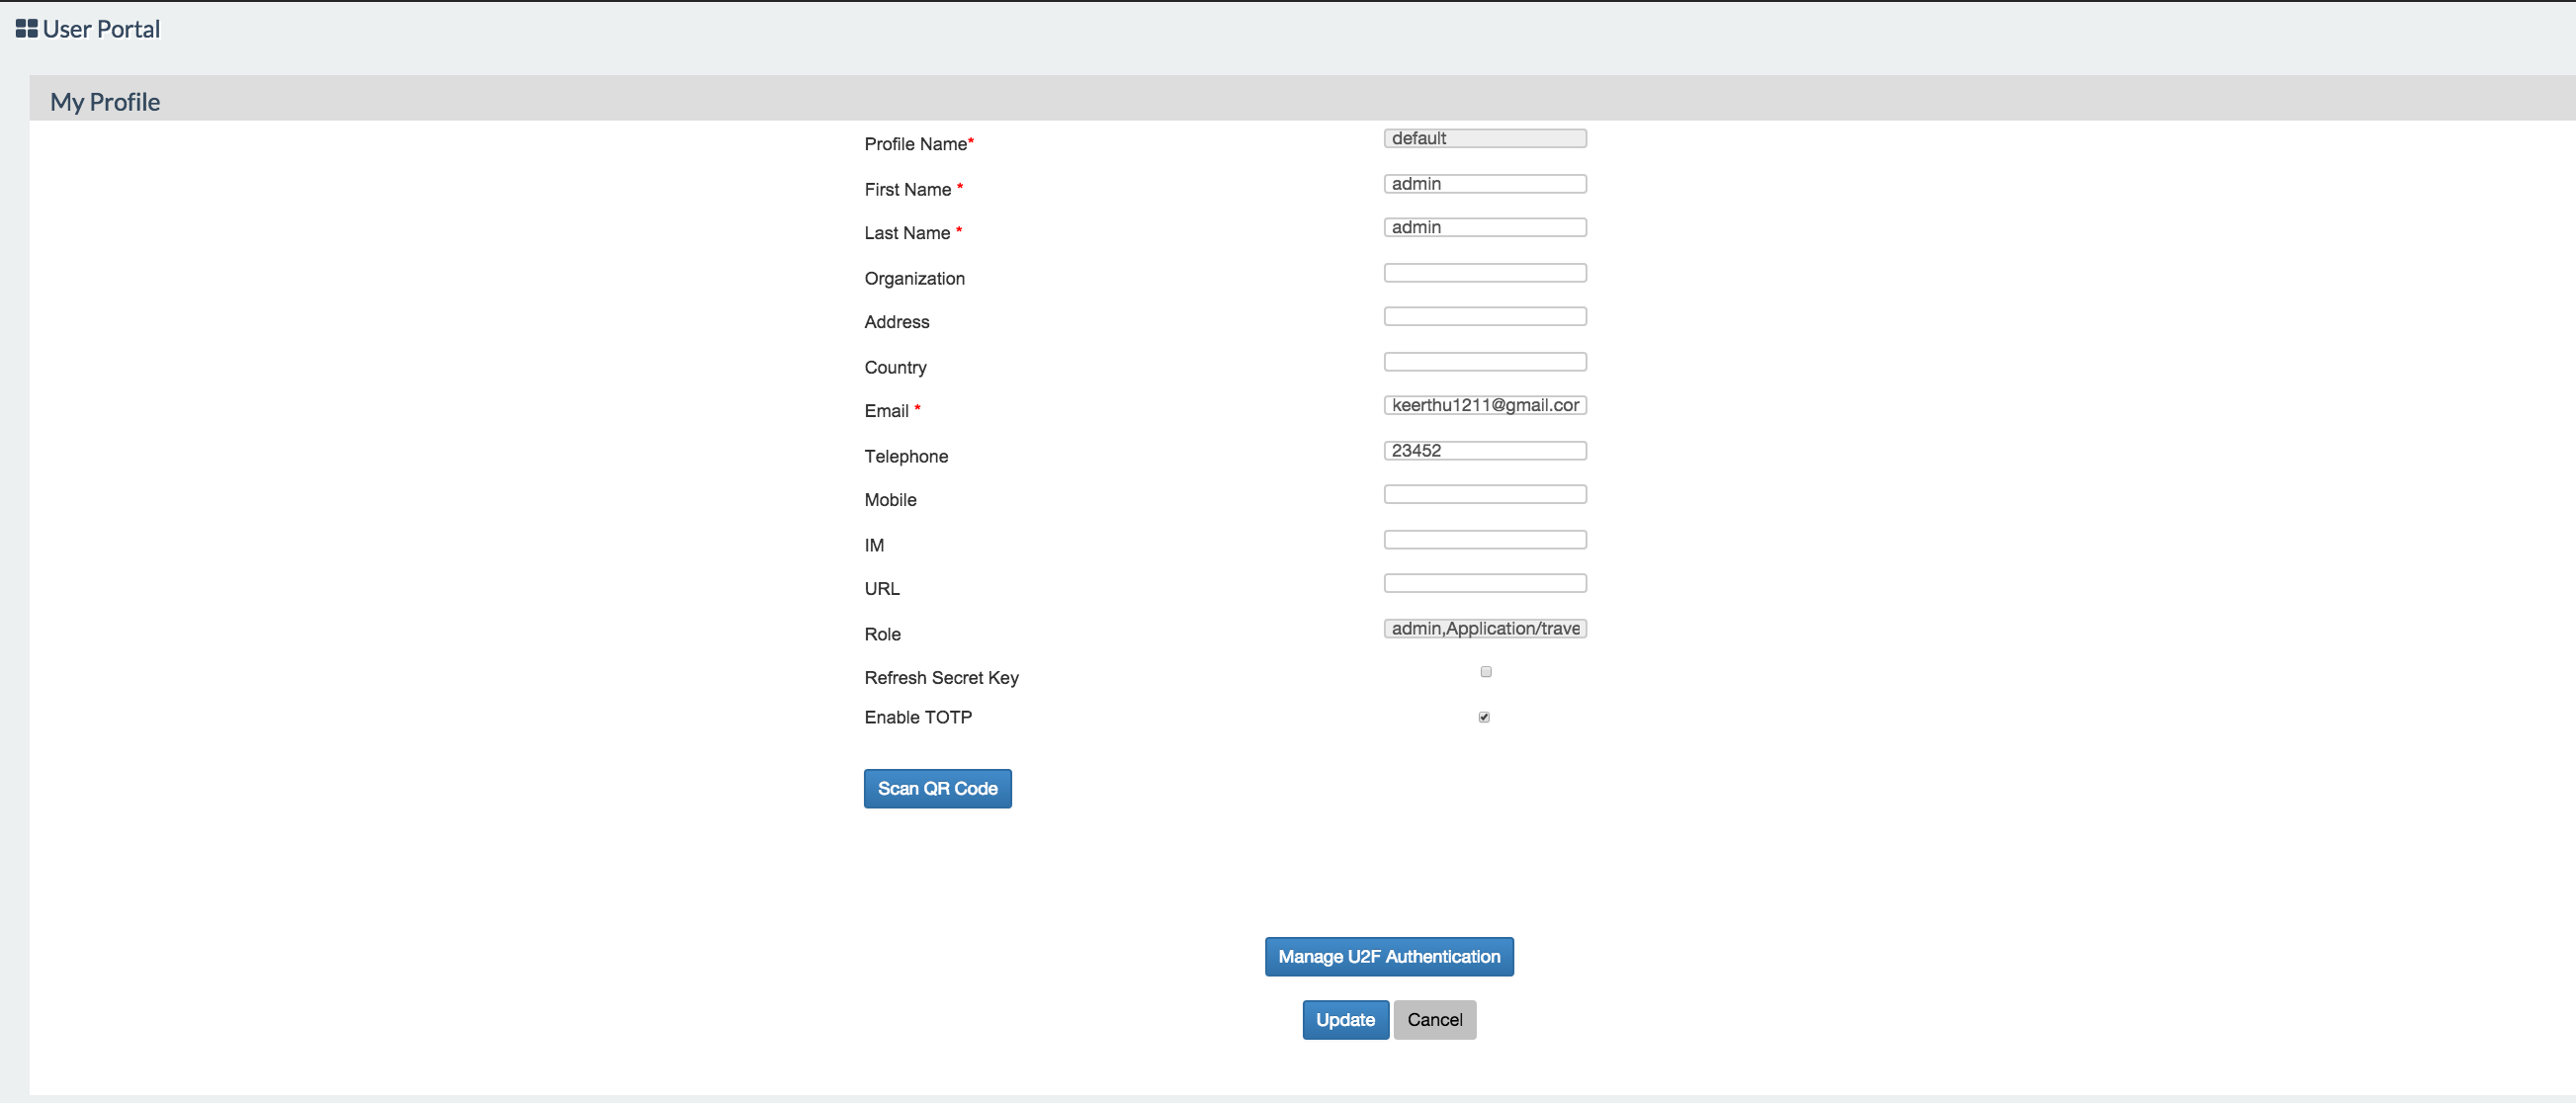 User Portal
My Profile
Profile Name* default
First Name * admin
Last Name * admin
Organization
Address
Country
Email * keerthu1211@gmail.cor
Telephone 23452
Mobile
IM
URL
Role admin,Application/trave
Refresh Secret Key
Enable TOTP
Scan QR Code
Manage U2F Authentication
Update Cancel